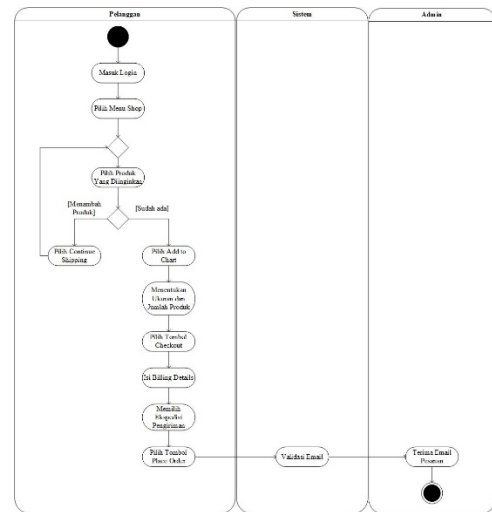 Pelanggan
Sistem
Admin
Masuk Login
Pilih Menu Shop
Pilih Produk
Yang Diinginkan
[Menambah
Produk]
[Sudah ada]
Pilih Continue
Shipping
Pilih Add to
Chart
Menentukan
Ukuran dan
Jumlah Produk
Pilih Tombol
Checkout
Isi Billing Details
Memilih
Ekspedisi
Pengiriman
Pilih Tombol
Place Order
Validasi Email
Terima Email
Pesanan